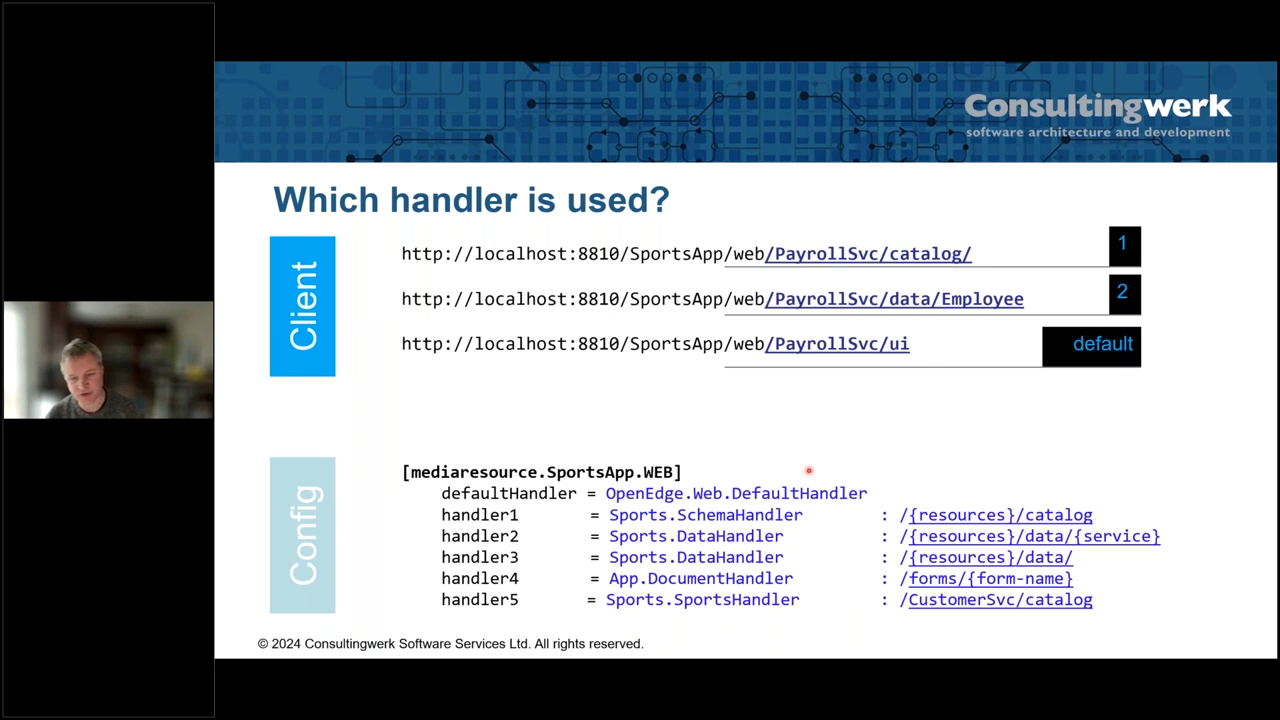 Consultingwerk
software architecture and development
Which handler is used?
Client
http://localhost:8810/SportsApp/web/PayrollSvc/catalog/ 1
http://localhost:8810/SportsApp/web/PayrollSvc/data/Employee 2
http://localhost:8810/SportsApp/web/PayrollSvc/ui default
Config
[mediaresource.SportsApp.WEB]
defaultHandler = OpenEdge.Web.DefaultHandler
handler1 = Sports.SchemaHandler : /{resources}/catalog
handler2 = Sports.DataHandler : /{resources}/data/{service}
handler3 = Sports.DataHandler : /{resources}/data/
handler4 = App.DocumentHandler : /forms/{form-name}
handler5 = Sports.SportsHandler : /CustomerSvc/catalog
© 2024 Consultingwerk Software Services Ltd. All rights reserved.